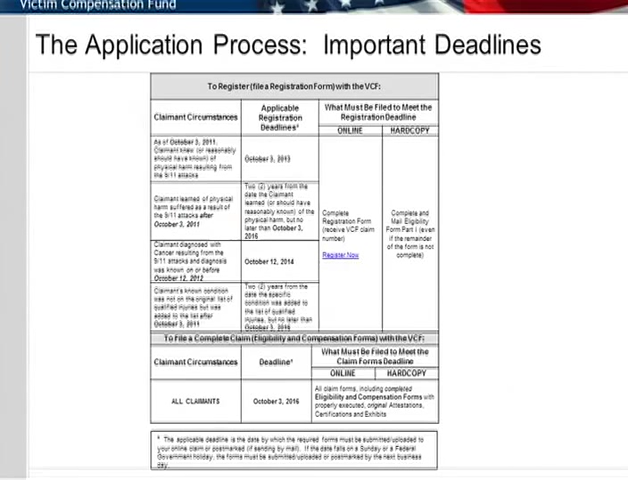 Victim Compensation Fund
The Application Process:  Important Deadlines
To Register (file a Registration Form) with the VCF:
Claimant Circumstances
Applicable
Registration
Deadlines*
What Must Be Filed to Meet the
Registration Deadline
ONLINE
HARDCOPY
As of October 3, 2011,
Claimant knew (or reasonably
should have known) of
physical harm resulting from
the 9/11 attacks
October 3, 2013
Claimant learned of physical
harm suffered as a result of
the 9/11 attacks after
October 3, 2011
Two (2) years from the
date the Claimant
learned (or should have
reasonably known) of the
physical harm, but no
later than October 3,
2016
Claimant diagnosed with
Cancer resulting from the
9/11 attacks and diagnosis
was known on or before
October 12, 2012
October 12, 2014
Claimant's known condition
was not on the original list of
qualified injuries but was
added to the list after
October 3, 2011
Two (2) years from the
date the specific
condition was added to
the list of qualified
injuries, but no later than
October 3, 2016
Complete
Registration Form
(receive VCF claim
number)
Register Now
Complete and
Mail Eligibility
Form Part I (even
if the remainder
of the form is not
complete)
To File a Complete Claim (Eligibility and Compensation Forms) with the VCF:
Claimant Circumstances
Deadline*
What Must Be Filed to Meet the
Claim Forms Deadline
ONLINE
HARDCOPY
ALL CLAIMANTS
October 3, 2016
All claim forms, including completed
Eligibility and Compensation Forms with
properly executed, original Attestations,
Certifications and Exhibits
* The applicable deadline is the date by which the required forms must be submitted/uploaded to
your online claim or postmarked (if sending by mail). If the date falls on a Sunday or a Federal
Government holiday, the forms must be submitted/uploaded or postmarked by the next business
day.